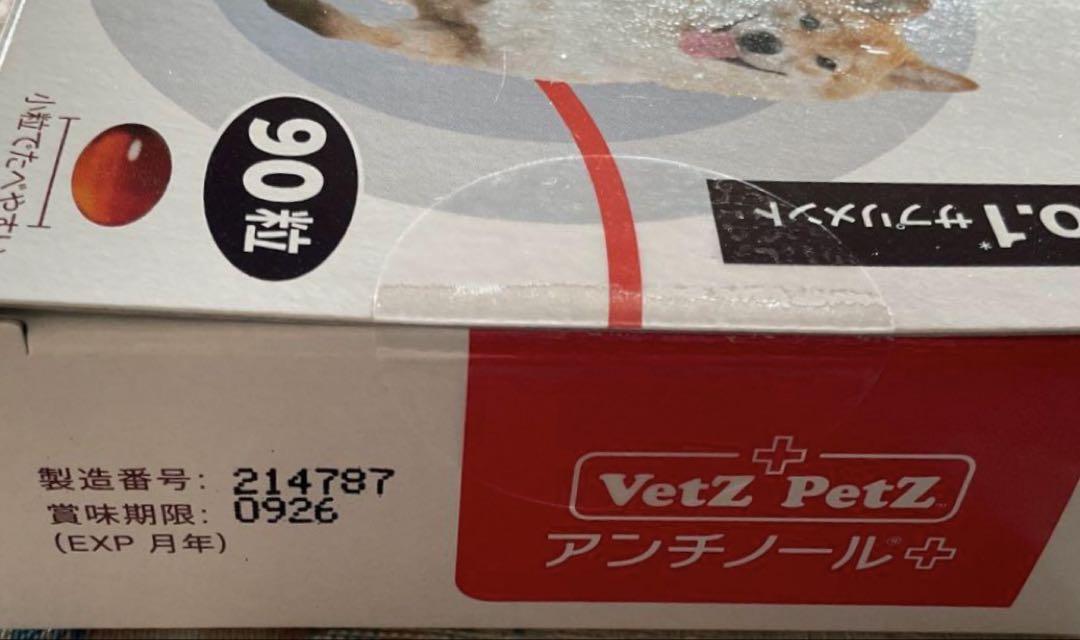 小粒でたべやすい
90粒
o.1*サプリメント
製造番号: 214787
賞味期限: 0926
(EXP 月年)
VetZ PetZ
アンチノール®+